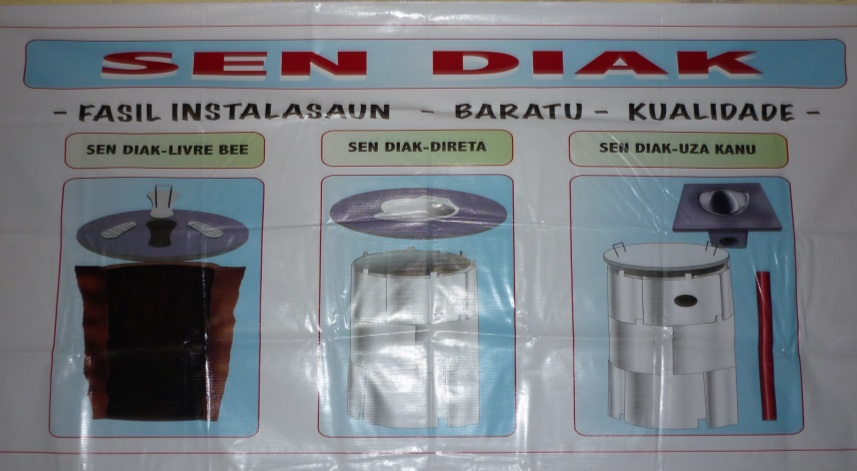 SEN DIAK
- FASIL INSTALASAUN - BARATU - KUALIDADE -
SEN DIAK-LIVRE BEE
SEN DIAK-DIRETA
SEN DIAK-UZA KANU